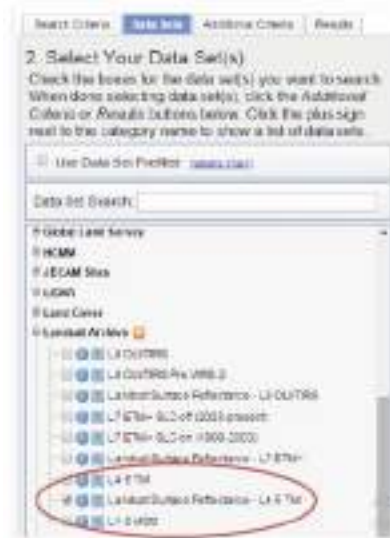 Search Criteria Data Sets Additional Criteria Results
2. Select Your Data Set(s)
Check the boxes for the data set(s) you want to search.
When done selecting data set(s), click the Additional
Criteria or Results buttons below. Click the plus sign
next to the category name to show a list of data sets.
Use Data Set Prefilter
Data Set Search:
Global Land Survey
HCMM
JECAM Sites
LIDAR
Land Cover
Landsat Archive
L8 OLI/TIRS
L8 OLI/TIRS Pre-WRS-2
Landsat Surface Reflectance - L8 OLI/TIRS
L7 ETM+ SLC-off (2003-present)
L7 ETM+ SLC-on (1999-2003)
Landsat Surface Reflectance - L7 ETM+
L4-5 TM
Landsat Surface Reflectance - L4-5 TM
L1-5 MSS